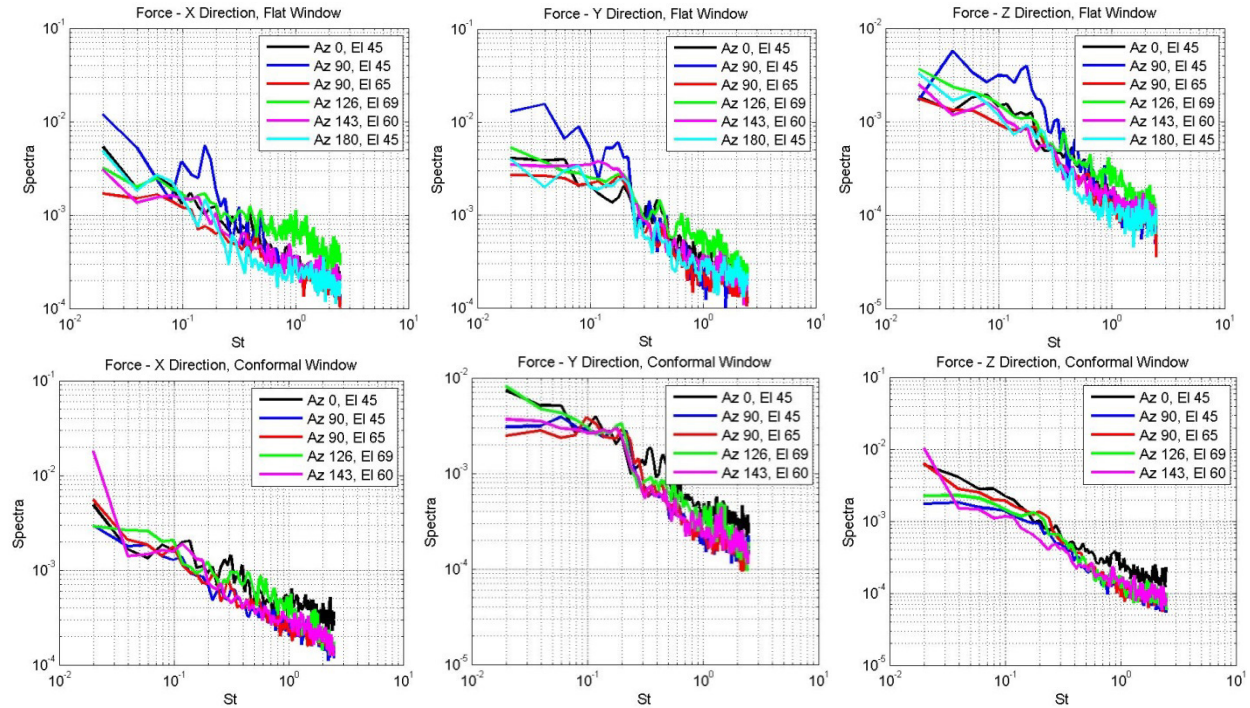 Force - X Direction, Flat Window
10^-1
10^-2
10^-3
10^-4
Spectra
Az 0, El 45
Az 90, El 45
Az 90, El 65
Az 126, El 69
Az 143, El 60
Az 180, El 45
10^-2 10^-1 10^0 10^1
St
Force - Y Direction, Flat Window
10^-1
10^-2
10^-3
10^-4
Spectra
Az 0, El 45
Az 90, El 45
Az 90, El 65
Az 126, El 69
Az 143, El 60
Az 180, El 45
10^-2 10^-1 10^0 10^1
St
Force - Z Direction, Flat Window
10^-2
10^-3
10^-4
10^-5
Spectra
Az 0, El 45
Az 90, El 45
Az 90, El 65
Az 126, El 69
Az 143, El 60
Az 180, El 45
10^-2 10^-1 10^0 10^1
St
Force - X Direction, Conformal Window
10^-1
10^-2
10^-3
10^-4
Spectra
Az 0, El 45
Az 90, El 45
Az 90, El 65
Az 126, El 69
Az 143, El 60
10^-2 10^-1 10^0 10^1
St
Force - Y Direction, Conformal Window
10^-2
10^-3
10^-4
10^-5
Spectra
Az 0, El 45
Az 90, El 45
Az 90, El 65
Az 126, El 69
Az 143, El 60
10^-2 10^-1 10^0 10^1
St
Force - Z Direction, Conformal Window
10^-1
10^-2
10^-3
10^-4
10^-5
Spectra
Az 0, El 45
Az 90, El 45
Az 90, El 65
Az 126, El 69
Az 143, El 60
10^-2 10^-1 10^0 10^1
St